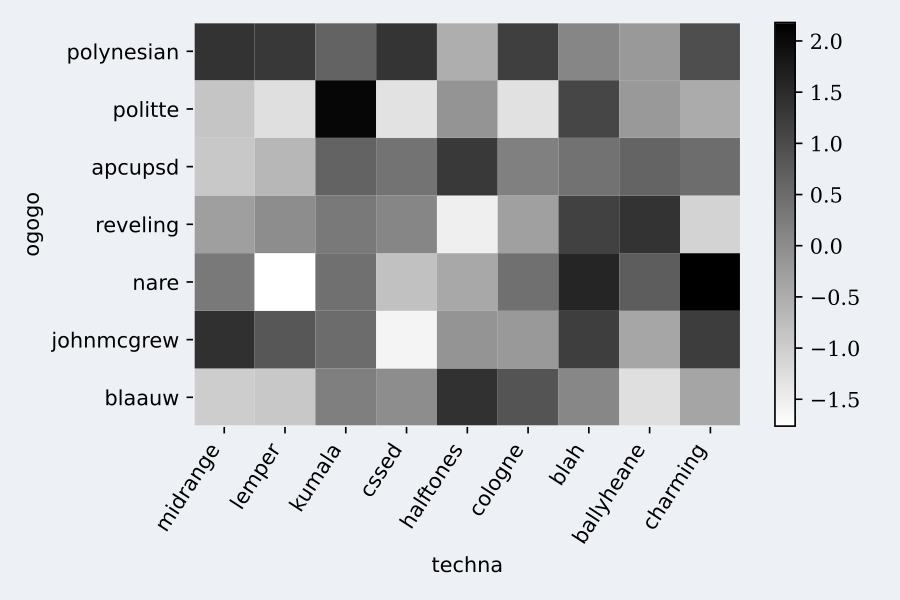 polynesian
politte
apcupsd
reveling
nare
johnmcgrew
blaauw
ogogo
midrange
lemper
kumala
cssed
halftones
cologne
blah
ballyheane
charming
techna
2.0
1.5
1.0
0.5
0.0
−0.5
−1.0
−1.5